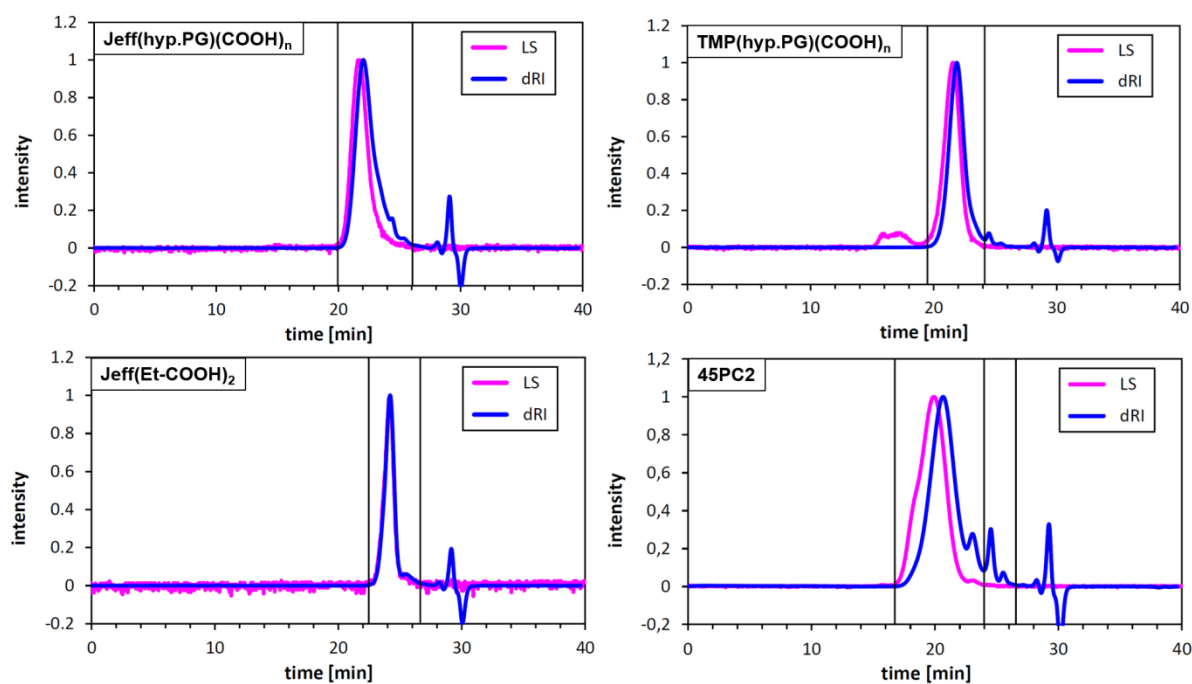 Jeff(hyp.PG)(COOH)n
1.2
1
0.8
0.6
0.4
0.2
0
-0.2
intensity
LS
dRI
0 10 20 30 40
time [min]
TMP(hyp.PG)(COOH)n
1.2
1
0.8
0.6
0.4
0.2
0
-0.2
intensity
LS
dRI
0 10 20 30 40
time [min]
Jeff(Et-COOH)2
1.2
1
0.8
0.6
0.4
0.2
0
-0.2
intensity
LS
dRI
0 10 20 30 40
time [min]
45PC2
1,2
1
0,8
0,6
0,4
0,2
0
-0,2
intensity
LS
dRI
0 10 20 30 40
time [min]